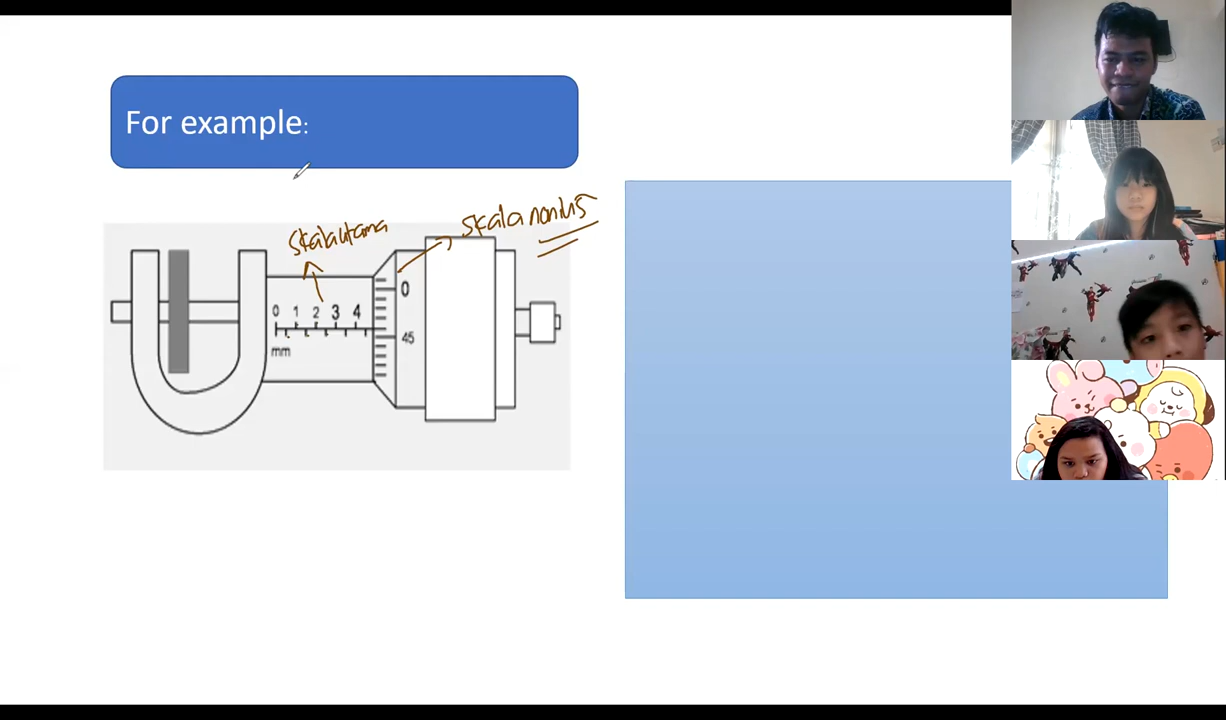 For example:
skala utama
skala nonius
0 1 2 3 4
0
45
mm